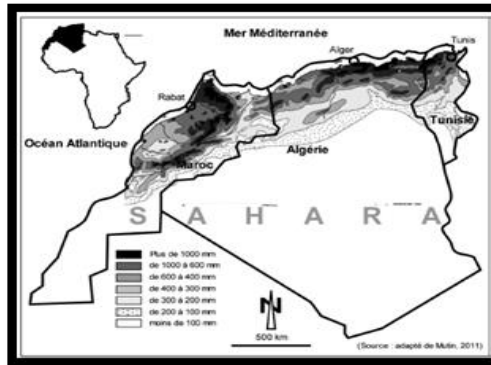 Mer Méditerranée
Tunis
Alger
Rabat
Océan Atlantique
Tunisie
Maroc
Algérie
S A H A R A
Plus de 1000 mm
de 1000 à 600 mm
de 600 à 400 mm
de 400 à 300 mm
de 300 à 200 mm
de 200 à 100 mm
moins de 100 mm
N
500 km
(Source : adapté de Mutin, 2011)